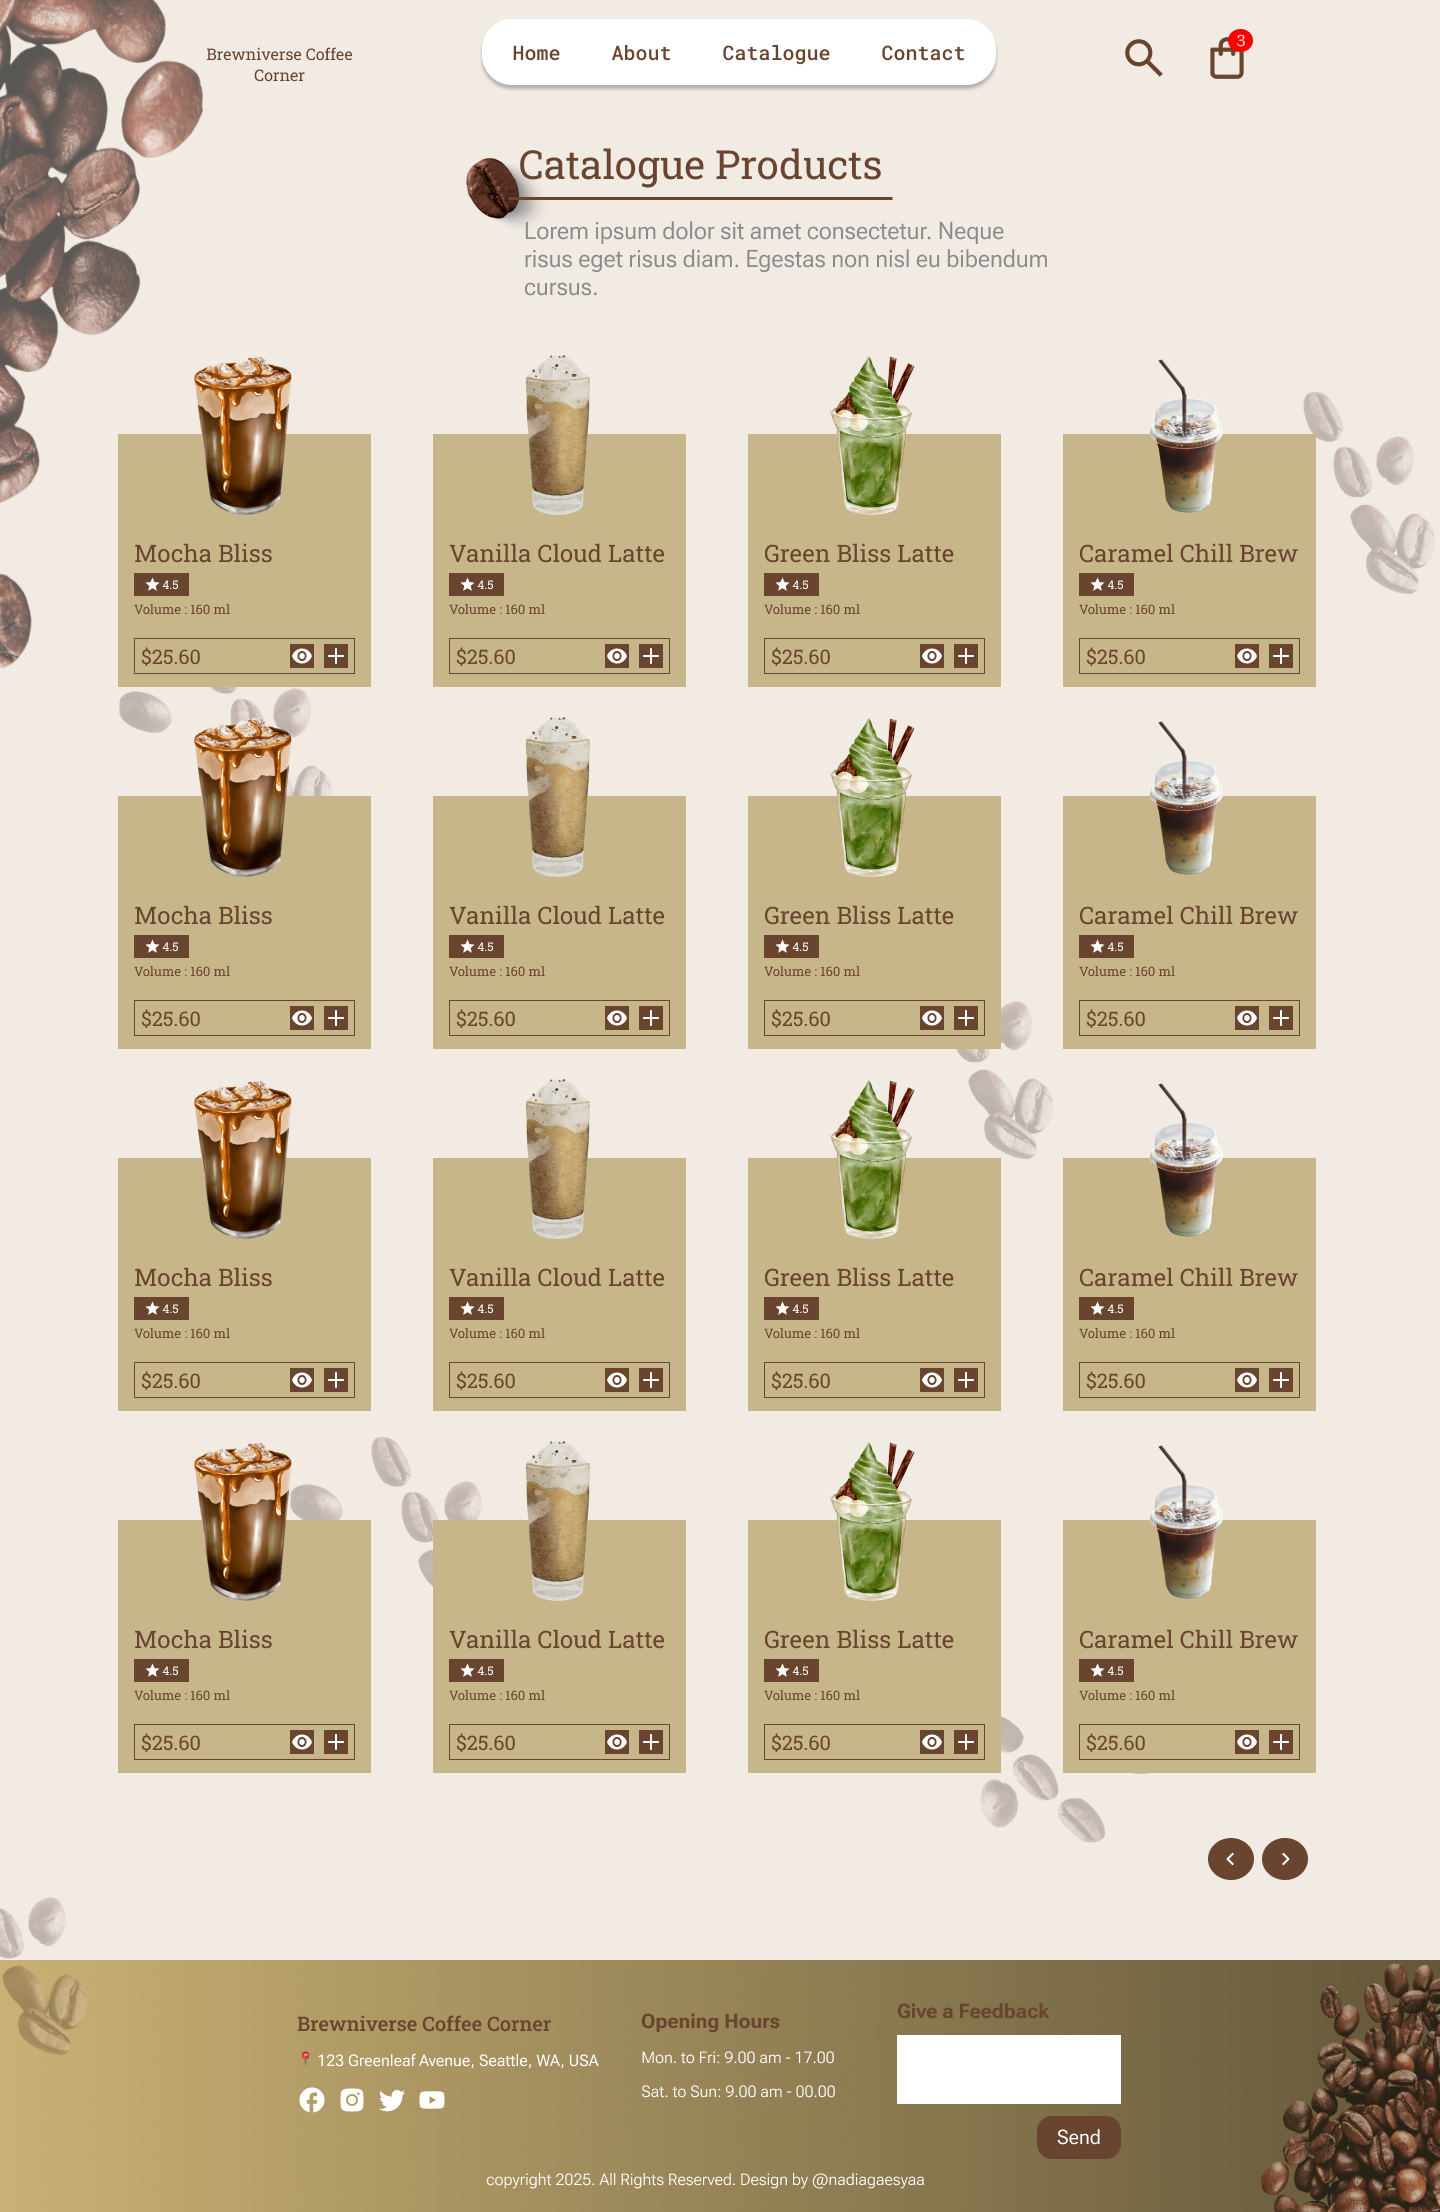 Brewniverse Coffee
Corner
Home About Catalogue Contact
3
Catalogue Products
Lorem ipsum dolor sit amet consectetur. Neque
risus eget risus diam. Egestas non nisl eu bibendum
cursus.
Mocha Bliss
4.5
Volume : 160 ml
$25.60
Vanilla Cloud Latte
4.5
Volume : 160 ml
$25.60
Green Bliss Latte
4.5
Volume : 160 ml
$25.60
Caramel Chill Brew
4.5
Volume : 160 ml
$25.60
Mocha Bliss
4.5
Volume : 160 ml
$25.60
Vanilla Cloud Latte
4.5
Volume : 160 ml
$25.60
Green Bliss Latte
4.5
Volume : 160 ml
$25.60
Caramel Chill Brew
4.5
Volume : 160 ml
$25.60
Mocha Bliss
4.5
Volume : 160 ml
$25.60
Vanilla Cloud Latte
4.5
Volume : 160 ml
$25.60
Green Bliss Latte
4.5
Volume : 160 ml
$25.60
Caramel Chill Brew
4.5
Volume : 160 ml
$25.60
Mocha Bliss
4.5
Volume : 160 ml
$25.60
Vanilla Cloud Latte
4.5
Volume : 160 ml
$25.60
Green Bliss Latte
4.5
Volume : 160 ml
$25.60
Caramel Chill Brew
4.5
Volume : 160 ml
$25.60
Brewniverse Coffee Corner
123 Greenleaf Avenue, Seattle, WA, USA
Opening Hours
Mon. to Fri: 9.00 am - 17.00
Sat. to Sun: 9.00 am - 00.00
Give a Feedback
Send
copyright 2025. All Rights Reserved. Design by @nadiagaesyaa